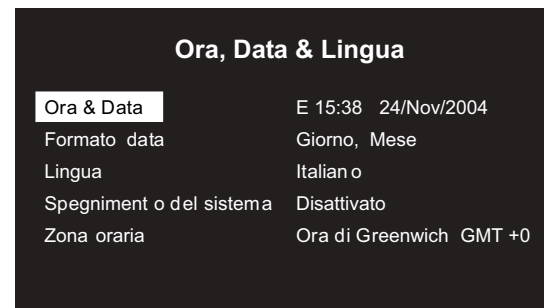 Ora, Data & Lingua
Ora & Data E 15:38 24/Nov/2004
Formato data Giorno, Mese
Lingua Italiano
Spegnimento del sistema Disattivato
Zona oraria Ora di Greenwich GMT +0